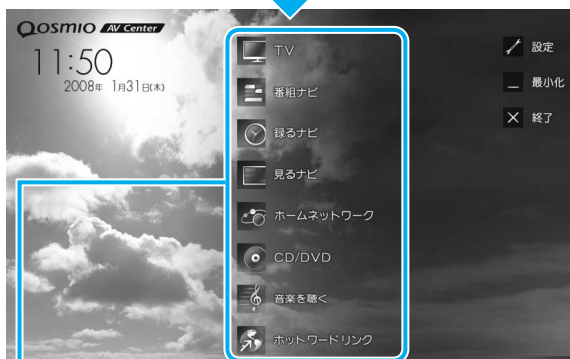 Qosmio AV Center
11:50
2008年 1月31日(木)
TV
番組ナビ
録るナビ
見るナビ
ホームネットワーク
CD/DVD
音楽を聴く
ホットワードリンク
設定
最小化
終了